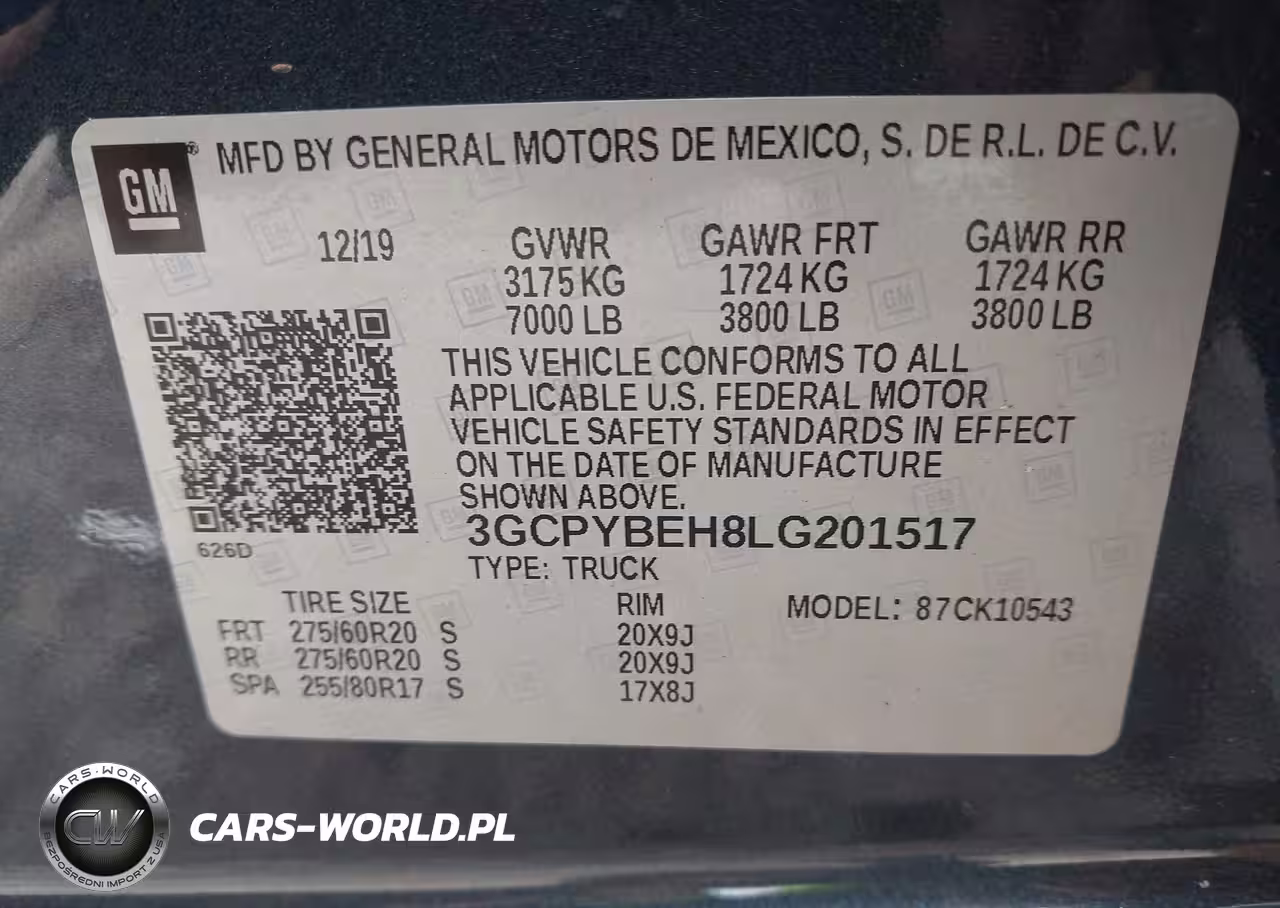 GM
® MFD BY GENERAL MOTORS DE MEXICO, S. DE R.L. DE C.V.
12/19 GVWR GAWR FRT GAWR RR
3175 KG 1724 KG 1724 KG
7000 LB 3800 LB 3800 LB
THIS VEHICLE CONFORMS TO ALL
APPLICABLE U.S. FEDERAL MOTOR
VEHICLE SAFETY STANDARDS IN EFFECT
ON THE DATE OF MANUFACTURE
SHOWN ABOVE.
3GCPYBEH8LG201517
626D
TYPE: TRUCK
TIRE SIZE RIM MODEL: 87CK10543
FRT 275/60R20 S 20X9J
RR 275/60R20 S 20X9J
SPA 255/80R17 S 17X8J
CARS-WORLD
CW
BEZPOŚREDNI IMPORT Z USA
CARS-WORLD.PL